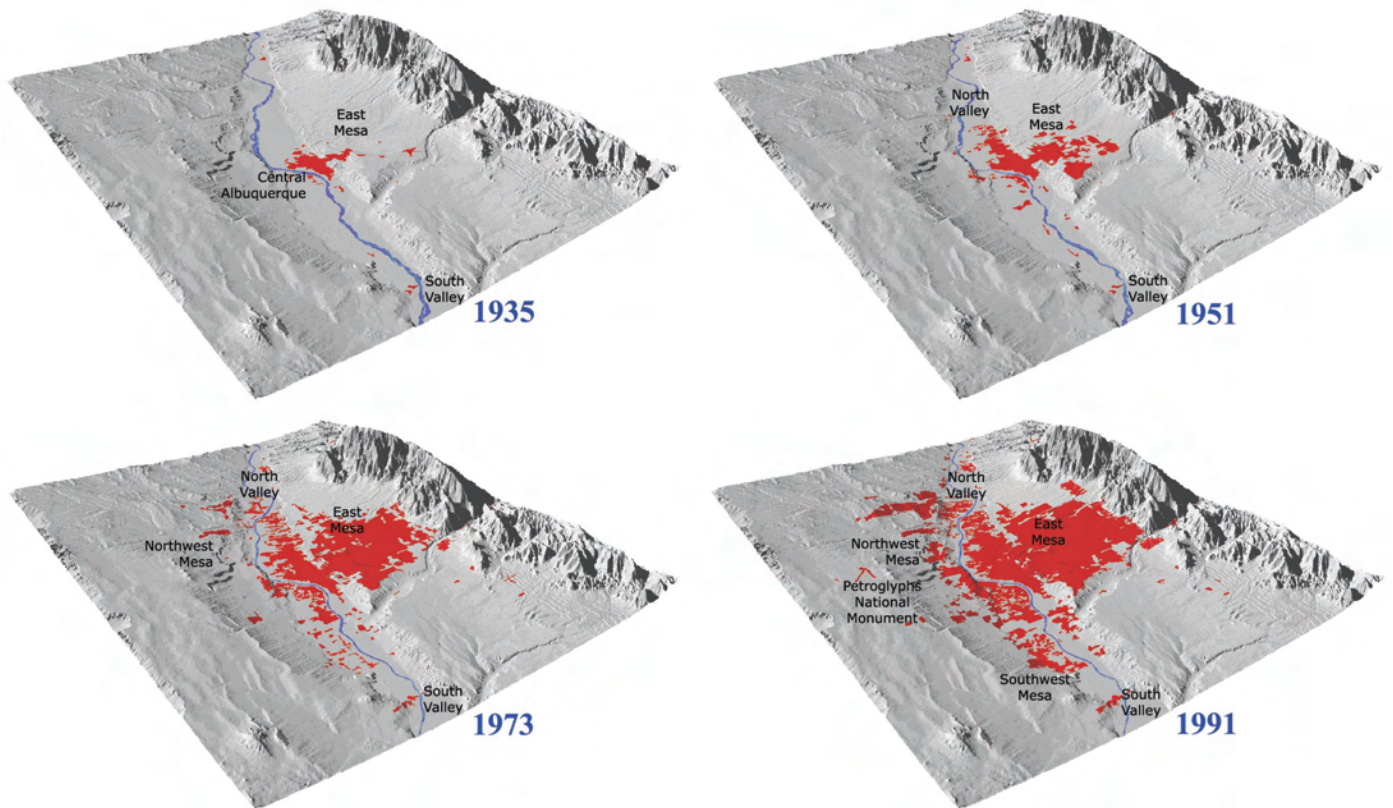 East
Mesa
Central
Albuquerque
South
Valley
1935
North
Valley
East
Mesa
South
Valley
1951
North
Valley
East
Mesa
Northwest
Mesa
South
Valley
1973
North
Valley
East
Mesa
Northwest
Mesa
Petroglyphs
National
Monument
Southwest
Mesa
South
Valley
1991